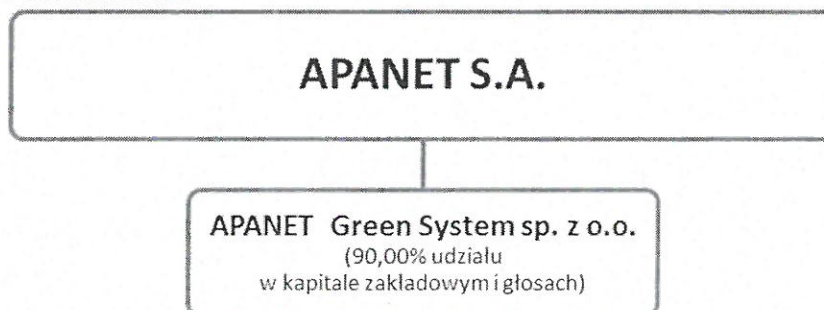 APANET S.A.
APANET Green System sp. z o.o.
(90,00% udziału
w kapitale zakładowym i głosach)